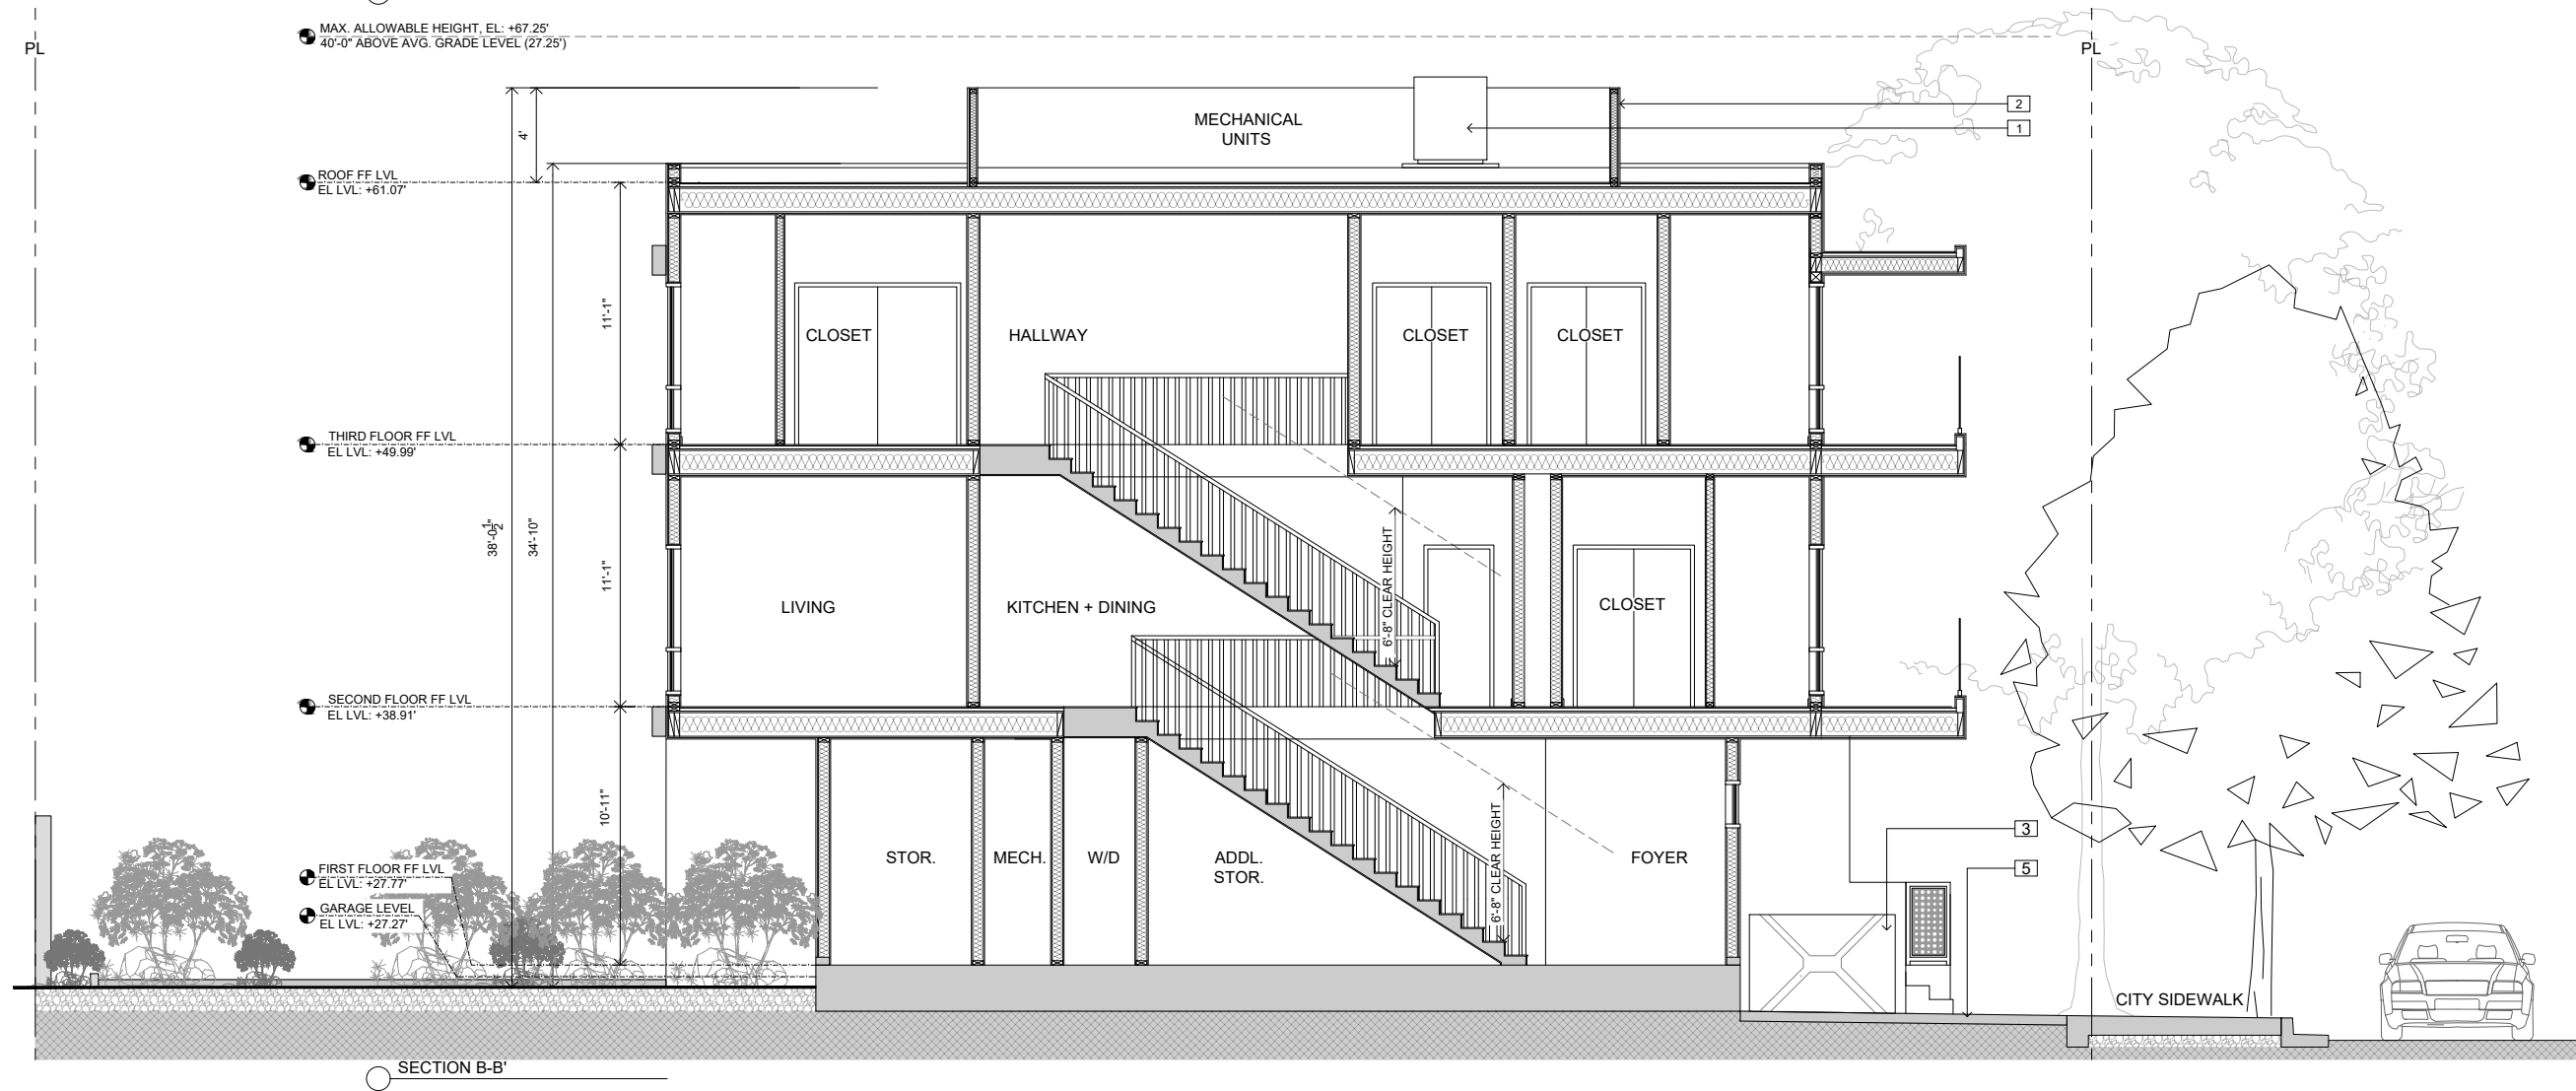 MAX. ALLOWABLE HEIGHT, EL: +67.25'
40'-0" ABOVE AVG. GRADE LEVEL (27.25')
PL
PL
2
1
MECHANICAL
UNITS
4'
ROOF FF LVL
EL LVL: +61.07'
11'-1"
CLOSET
HALLWAY
CLOSET
CLOSET
THIRD FLOOR FF LVL
EL LVL: +49.99'
38'-0 1/2"
34'-10"
11'-1"
LIVING
KITCHEN + DINING
6'-8" CLEAR HEIGHT
CLOSET
SECOND FLOOR FF LVL
EL LVL: +38.91'
10'-11"
STOR.
MECH.
W/D
ADDL.
STOR.
6'-8" CLEAR HEIGHT
FOYER
3
5
FIRST FLOOR FF LVL
EL LVL: +27.77'
GARAGE LEVEL
EL LVL: +27.27'
CITY SIDEWALK
SECTION B-B'